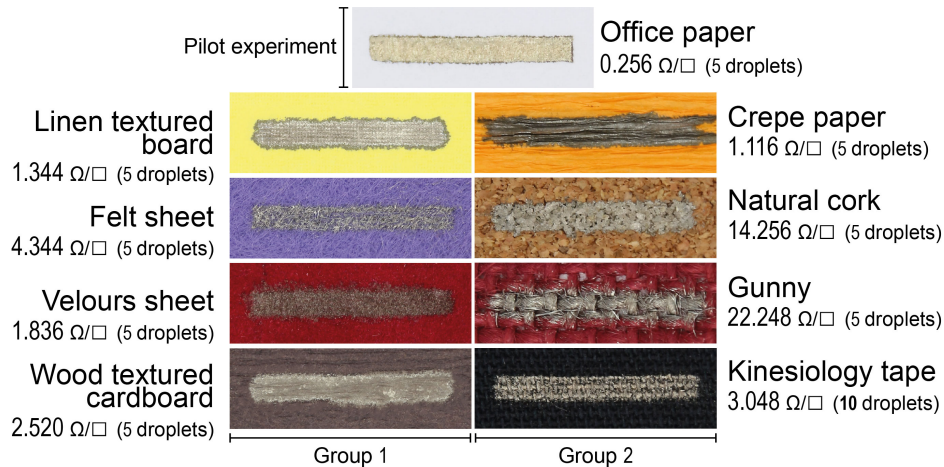 Pilot experiment
Office paper
0.256 Ω/□ (5 droplets)
Linen textured
board
1.344 Ω/□ (5 droplets)
Crepe paper
1.116 Ω/□ (5 droplets)
Felt sheet
4.344 Ω/□ (5 droplets)
Natural cork
14.256 Ω/□ (5 droplets)
Velours sheet
1.836 Ω/□ (5 droplets)
Gunny
22.248 Ω/□ (5 droplets)
Wood textured
cardboard
2.520 Ω/□ (5 droplets)
Kinesiology tape
3.048 Ω/□ (10 droplets)
Group 1
Group 2